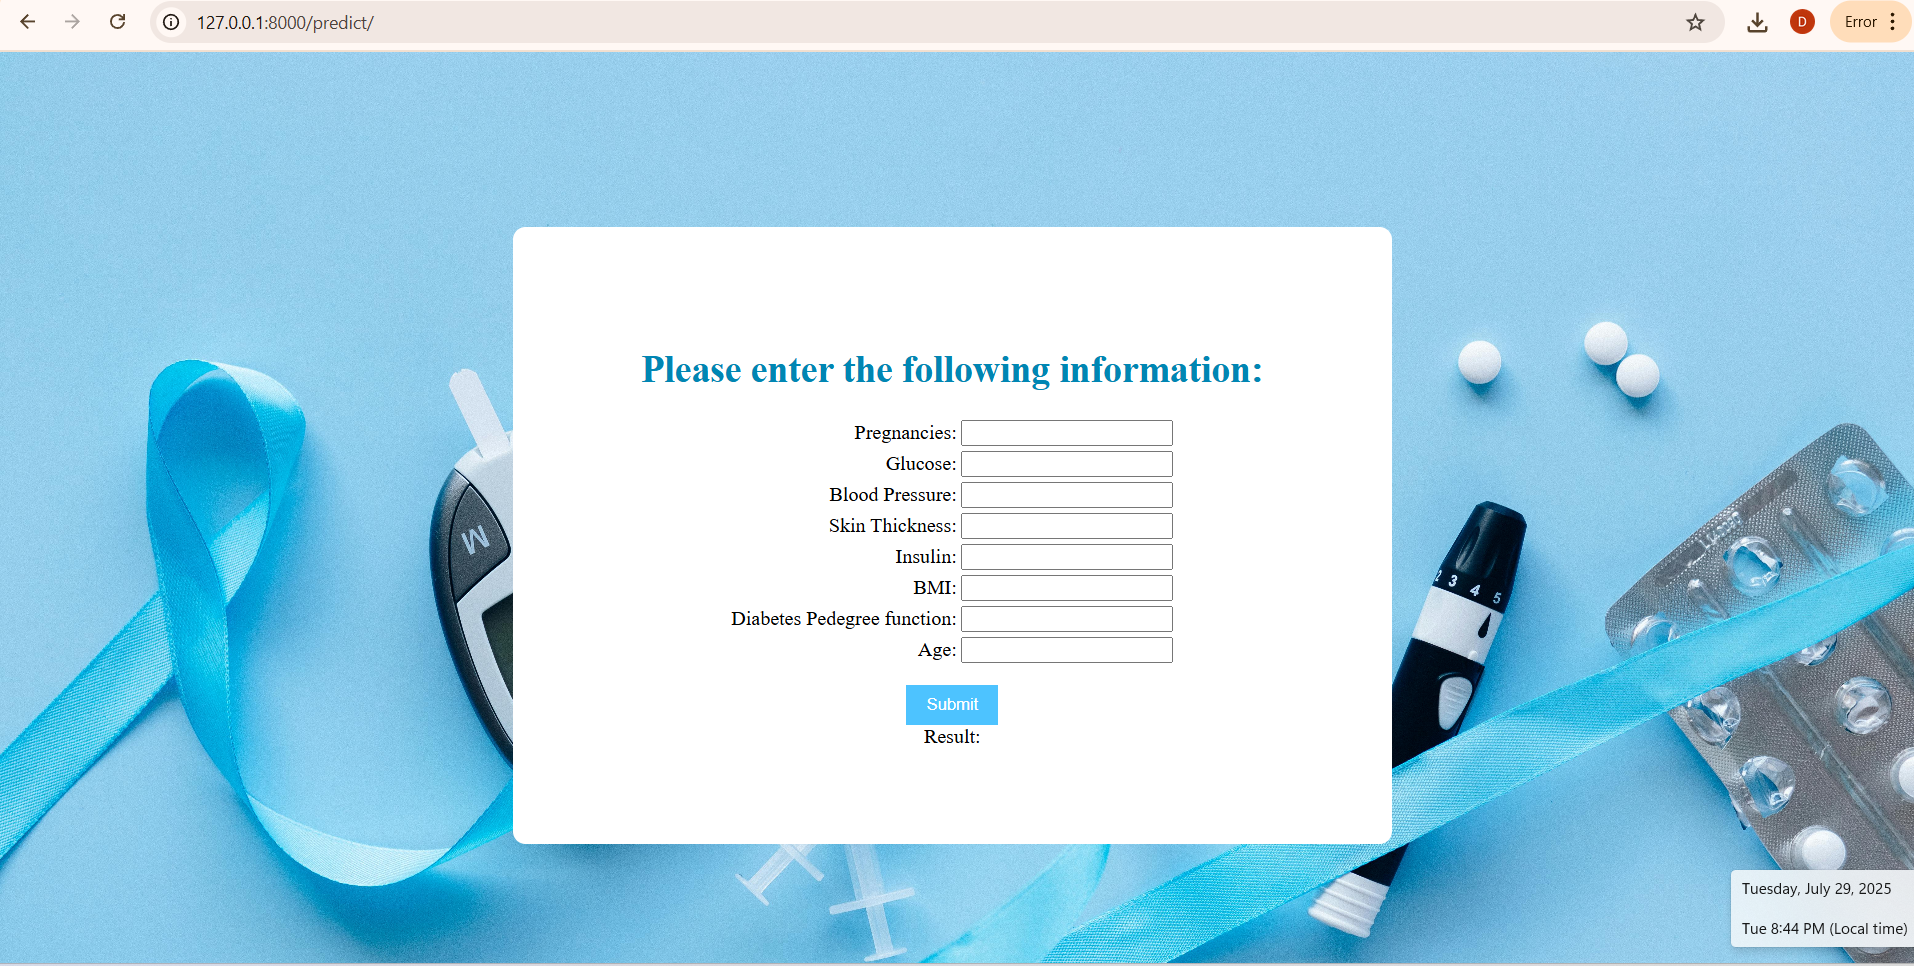 127.0.0.1:8000/predict/
D
Error
Please enter the following information:
Pregnancies:
Glucose:
Blood Pressure:
Skin Thickness:
Insulin:
BMI:
Diabetes Pedegree function:
Age:
Submit
Result:
M
2 3 4 5
Tuesday, July 29, 2025
Tue 8:44 PM (Local time)